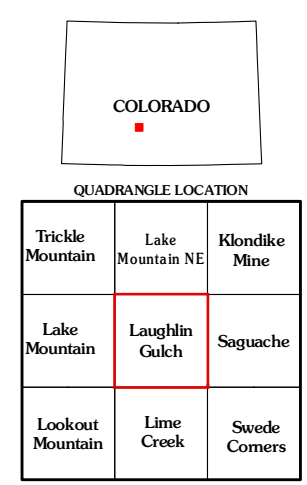 COLORADO
QUADRANGLE LOCATION
Trickle
Mountain
Lake
Mountain NE
Klondike
Mine
Lake
Mountain
Laughlin
Gulch
Saguache
Lookout
Mountain
Lime
Creek
Swede
Corners